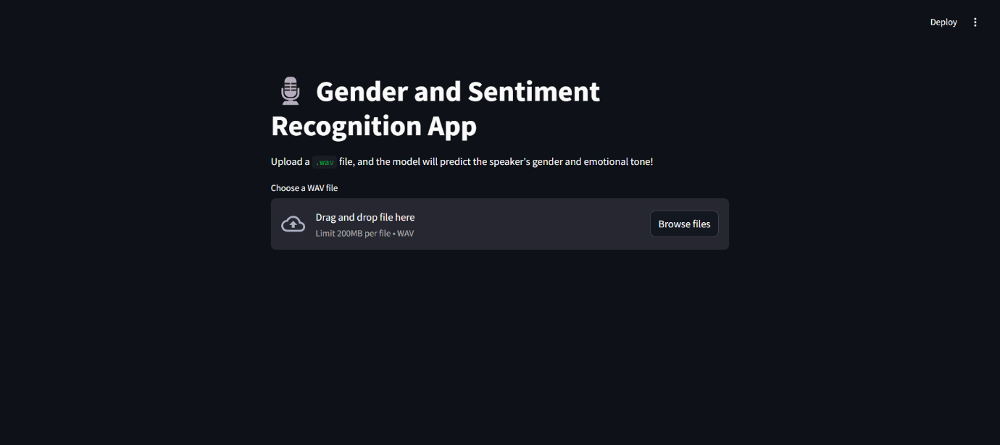 Deploy
Gender and Sentiment
Recognition App
Upload a .wav file, and the model will predict the speaker's gender and emotional tone!
Choose a WAV file
Drag and drop file here
Limit 200MB per file • WAV
Browse files